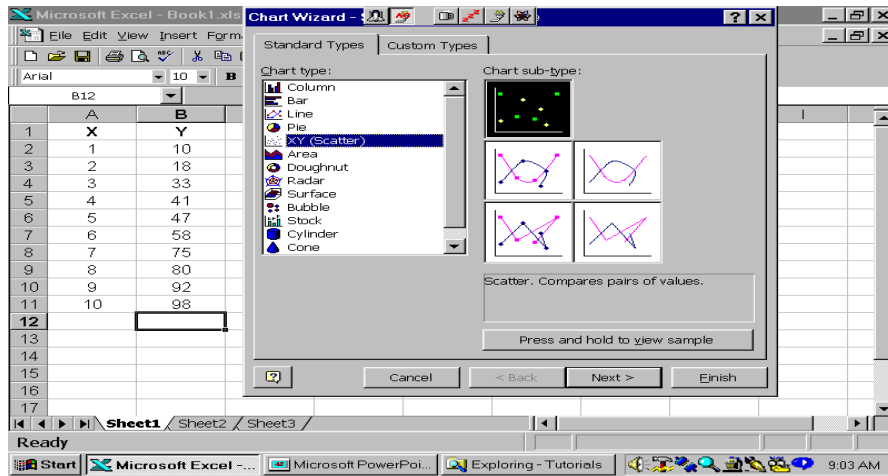 Microsoft Excel - Book1.xls
File Edit View Insert
Arial 10 B
B12
A B I
1 X Y
2 1 10
3 2 18
4 3 33
5 4 41
6 5 47
7 6 58
8 7 75
9 8 80
10 9 92
11 10 98
12
13
14
15
16
17
Chart Wizard -
Standard Types Custom Types
Chart type:
Column
Bar
Line
Pie
XY (Scatter)
Area
Doughnut
Radar
Surface
Bubble
Stock
Cylinder
Cone
Chart sub-type:
Scatter. Compares pairs of values.
Press and hold to view sample
Cancel < Back Next > Finish
Sheet1 Sheet2 Sheet3
Ready
Start Microsoft Excel -... Microsoft PowerPoi... Exploring - Tutorials 9:03 AM